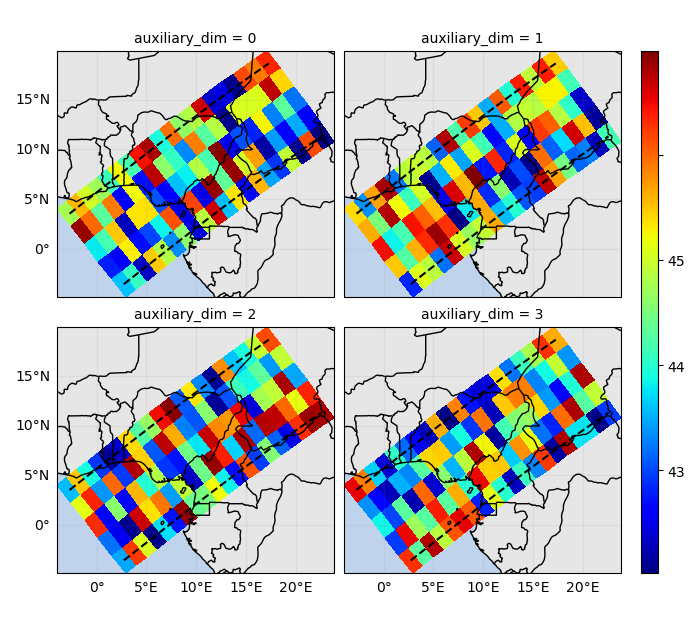 auxiliary_dim = 0
auxiliary_dim = 1
15°N
10°N
5°N
0°
auxiliary_dim = 2
auxiliary_dim = 3
15°N
10°N
5°N
0°
0°
5°E
10°E
15°E
20°E
0°
5°E
10°E
15°E
20°E
45
44
43